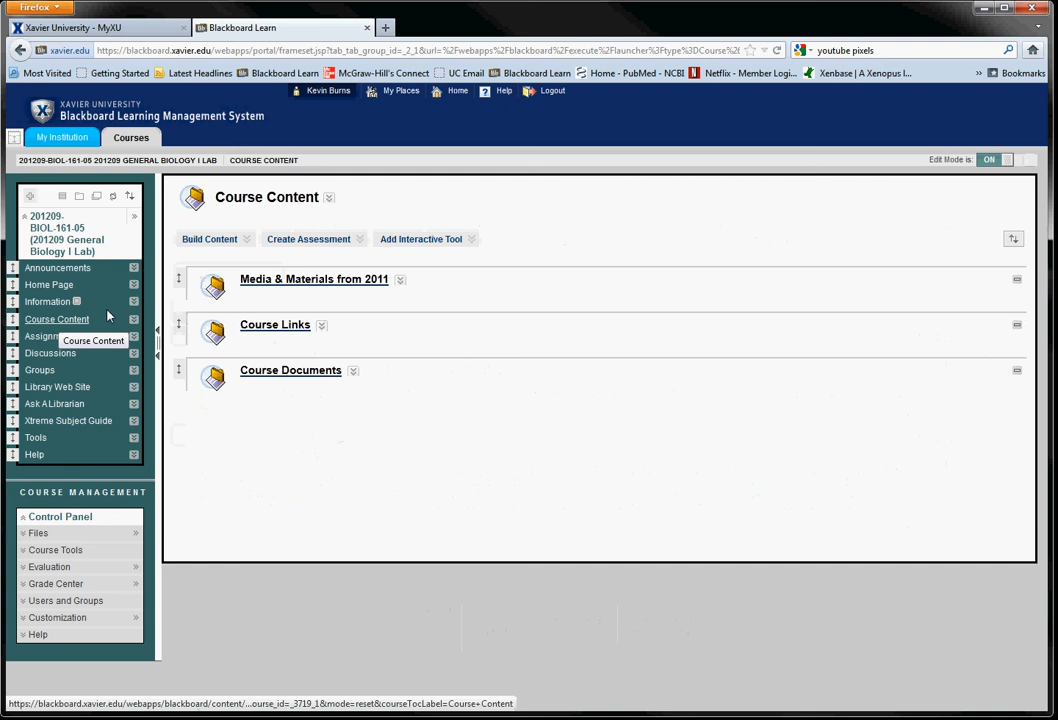 Firefox
Xavier University - MyXU
Blackboard Learn
xavier.edu
https://blackboard.xavier.edu/webapps/portal/frameset.jsp?tab_tab_group_id=_2_1&url=%2Fwebapps%2Fblackboard%2Fexecute%2Flauncher%3Ftype%3DCourse%26
youtube pixels
Most Visited
Getting Started
Latest Headlines
Blackboard Learn
McGraw-Hill's Connect
UC Email
Blackboard Learn
Home - PubMed - NCBI
Netflix - Member Logi...
Xenbase | A Xenopus l...
»
Bookmarks
Kevin Burns
My Places
Home
Help
Logout
XAVIER UNIVERSITY
Blackboard Learning Management System
My Institution
Courses
201209-BIOL-161-05 201209 GENERAL BIOLOGY I LAB
COURSE CONTENT
Edit Mode is:
ON
201209-
BIOL-161-05
(201209 General
Biology I Lab)
Announcements
Home Page
Information
Course Content
Assignm
Course Content
Discussions
Groups
Library Web Site
Ask A Librarian
Xtreme Subject Guide
Tools
Help
COURSE MANAGEMENT
Control Panel
Files
Course Tools
Evaluation
Grade Center
Users and Groups
Customization
Help
Course Content
Build Content
Create Assessment
Add Interactive Tool
Media & Materials from 2011
Course Links
Course Documents
https://blackboard.xavier.edu/webapps/blackboard/content/...ourse_id=_3719_1&mode=reset&courseTocLabel=Course+Content